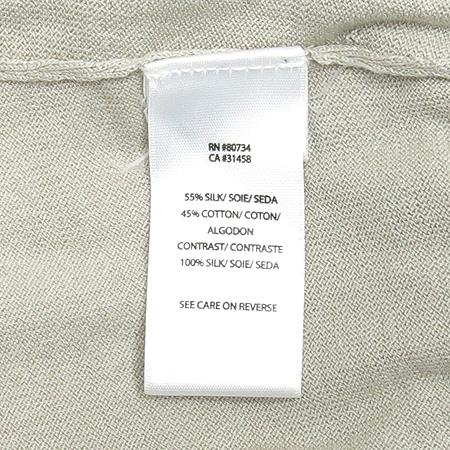 RN #80734
CA #31458
55% SILK/ SOIE/ SEDA
45% COTTON/ COTON/
ALGODON
CONTRAST/ CONTRASTE
100% SILK/ SOIE/ SEDA
SEE CARE ON REVERSE